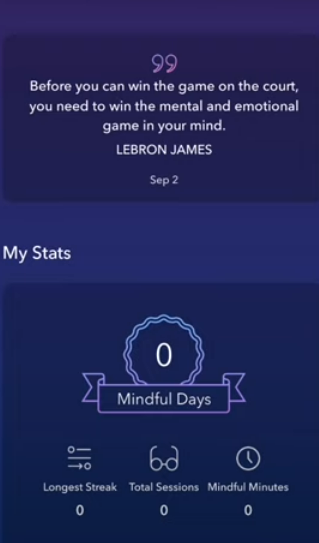 Before you can win the game on the court,
you need to win the mental and emotional
game in your mind.
LEBRON JAMES
Sep 2
My Stats
0
Mindful Days
Longest Streak Total Sessions Mindful Minutes
0 0 0